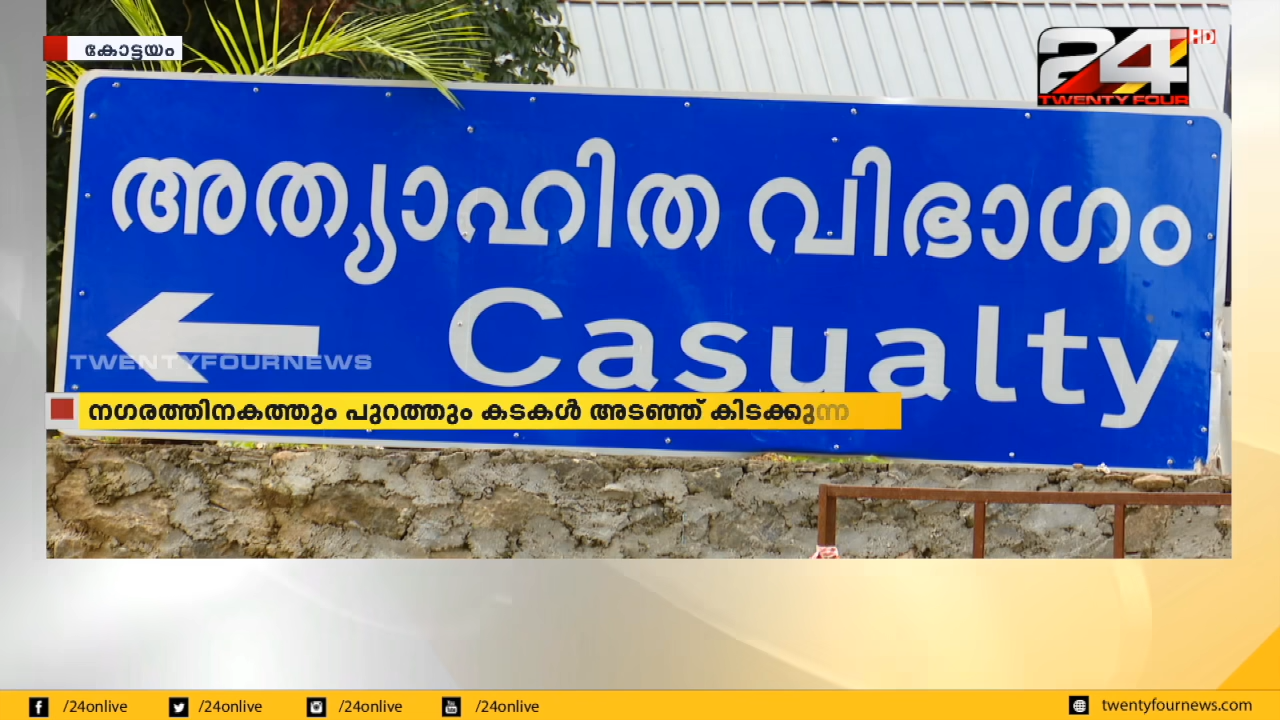 കോട്ടയം
24 HD
TWENTY FOUR
അത്യാഹിത വിഭാഗം
Casualty
TWENTYFOURNEWS
നഗരത്തിനകത്തും പുറത്തും കടകൾ അടഞ്ഞ് കിടക്കുന്ന
/24onlive
/24onlive
/24onlive
/24onlive
twentyfournews.com